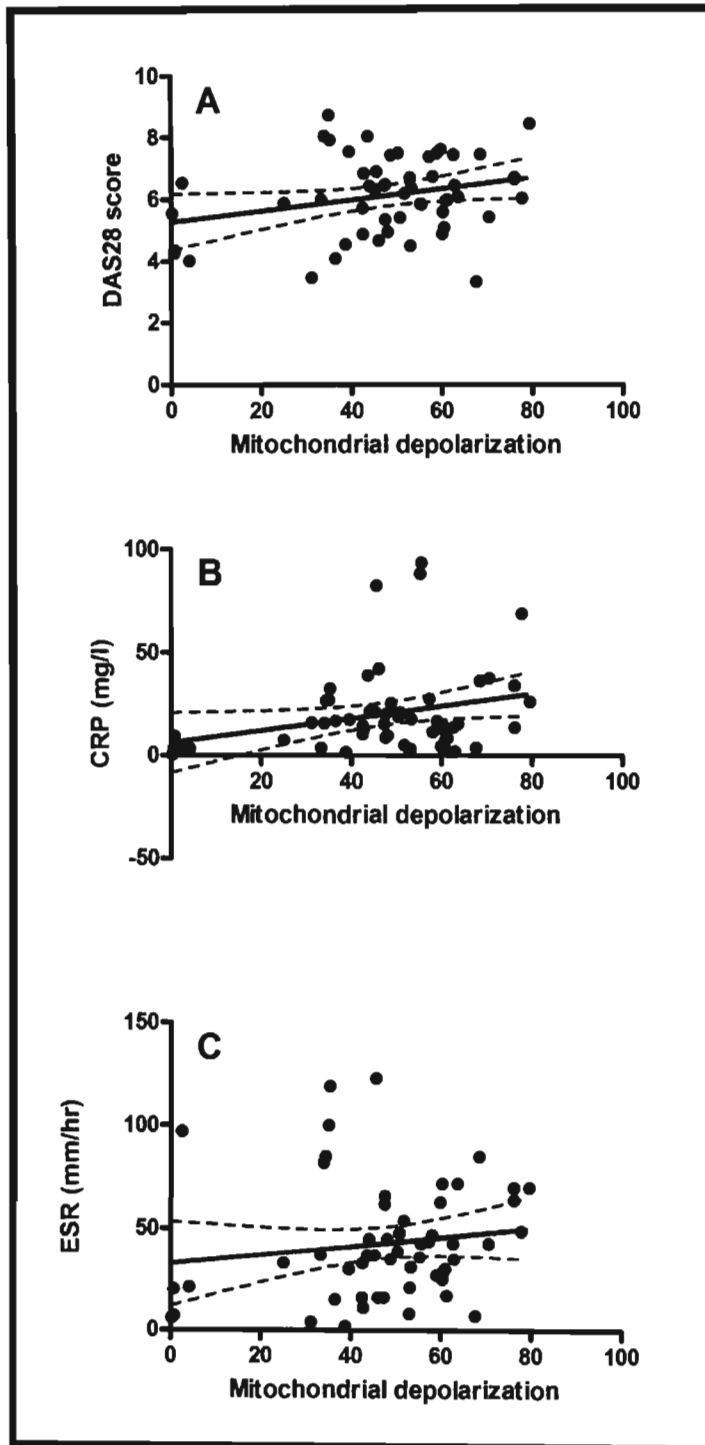 A
10
8
6
4
2
0
DAS28 score
0 20 40 60 80 100
Mitochondrial depolarization
B
100
50
0
-50
CRP (mg/l)
0 20 40 60 80 100
Mitochondrial depolarization
C
150
100
50
0
ESR (mm/hr)
0 20 40 60 80 100
Mitochondrial depolarization